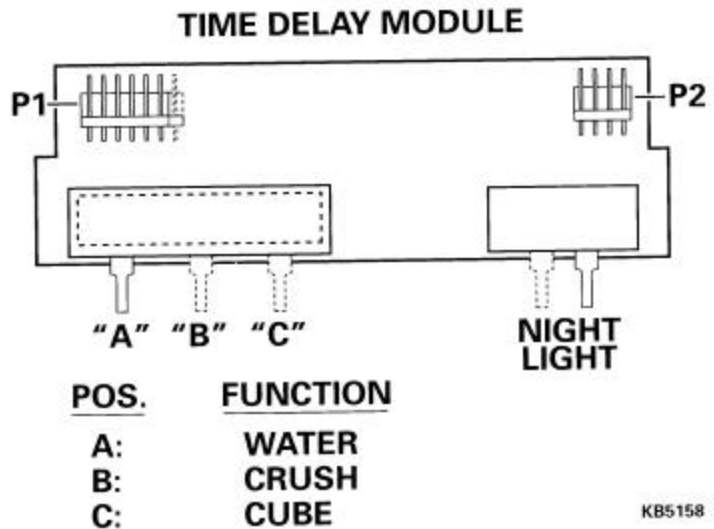 TIME DELAY MODULE
P1
P2
"A" "B" "C"
NIGHT
LIGHT
POS. FUNCTION
A: WATER
B: CRUSH
C: CUBE
KB5158